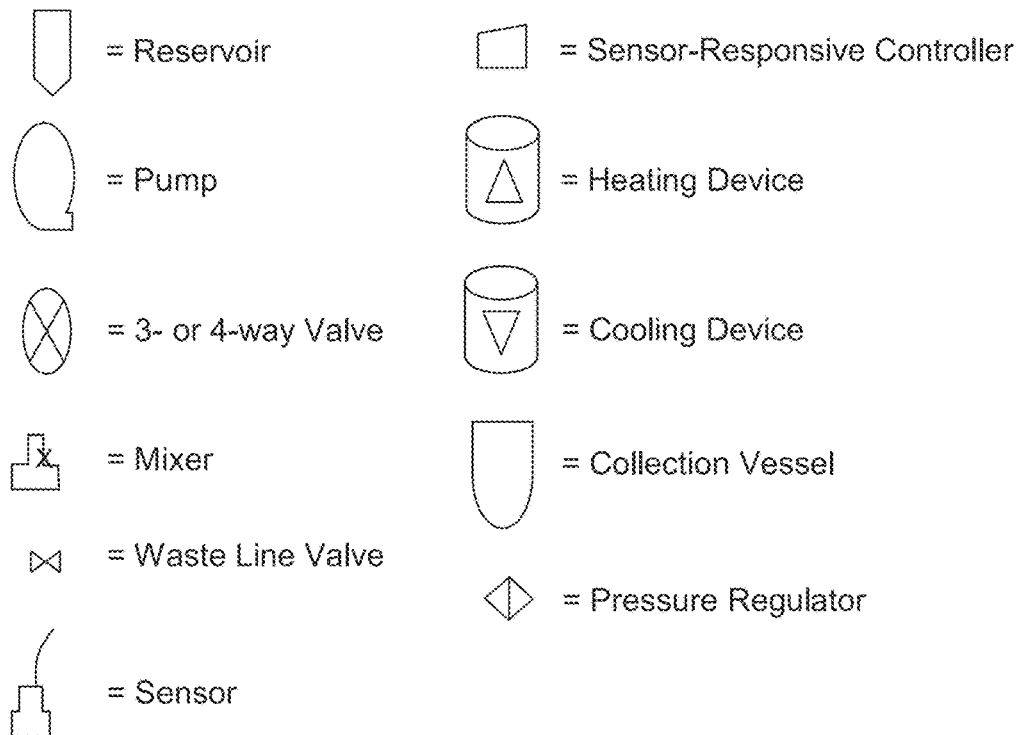 = Reservoir
= Pump
= 3- or 4-way Valve
= Mixer
= Waste Line Valve
= Sensor
= Sensor-Responsive Controller
= Heating Device
= Cooling Device
= Collection Vessel
= Pressure Regulator